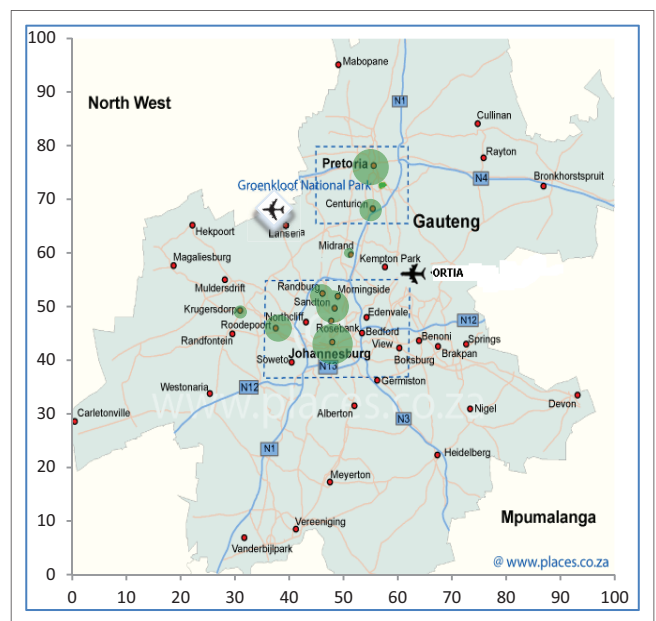 100
90
80
70
60
50
40
30
20
10
0
0 10 20 30 40 50 60 70 80 90 100
Mabopane
North West
N1
Cullinan
Rayton
Pretoria
N4
Bronkhorstspruit
Groenkloof National Park
Centurion
Gauteng
Hekpoort
Lanseria
Midrand
Magaliesburg
Kempton Park
ORTIA
Muldersdrift
Randburg
Morningside
Sandton
Krugersdorp
Northcliff
Edenvale
N12
Roodepoort
Rosebank
Bedford
View
Benoni
Springs
Randfontein
Johannesburg
Boksburg
Brakpan
Soweto
N13
Germiston
Westonaria
N12
www.places.co.za
Devon
Carletonville
Alberton
N3
Nigel
N1
Heidelberg
Meyerton
Vereeniging
Mpumalanga
Vanderbijlpark
@ www.places.co.za